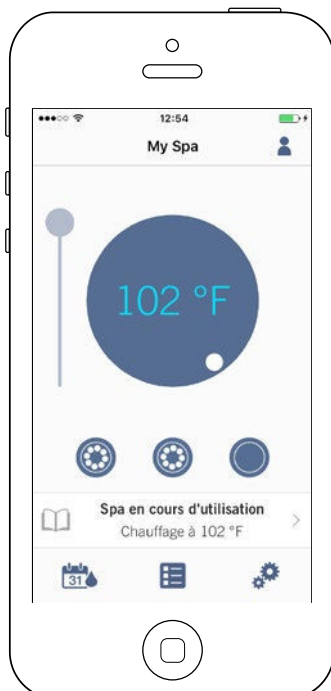 12:54
My Spa
102 °F
Spa en cours d'utilisation
Chauffage à 102 °F
31